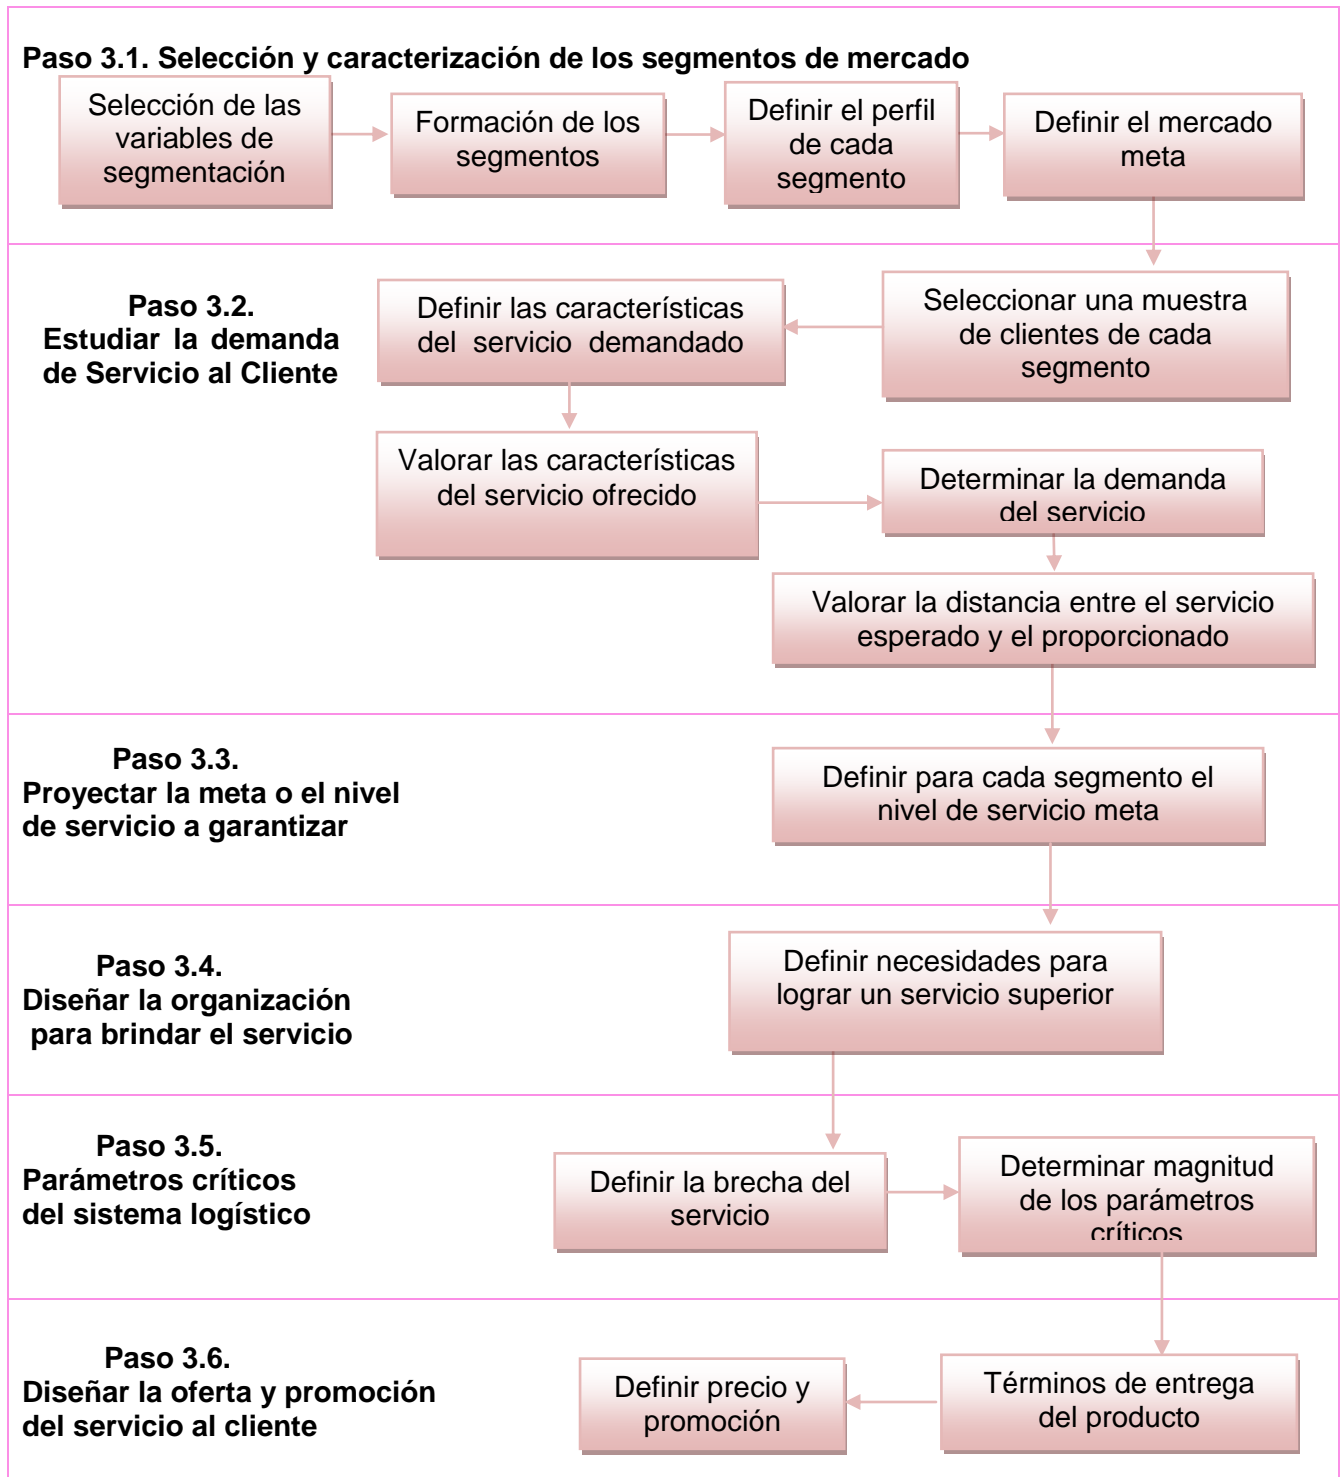 Paso 3.1. Selección y caracterización de los segmentos de mercado
Selección de las
variables de
segmentación
Formación de los
segmentos
Definir el perfil
de cada
segmento
Definir el mercado
meta
Paso 3.2.
Estudiar la demanda
de Servicio al Cliente
Seleccionar una muestra
de clientes de cada
segmento
Definir las características
del servicio demandado
Valorar las características
del servicio ofrecido
Determinar la demanda
del servicio
Valorar la distancia entre el servicio
esperado y el proporcionado
Paso 3.3.
Proyectar la meta o el nivel
de servicio a garantizar
Definir para cada segmento el
nivel de servicio meta
Paso 3.4.
Diseñar la organización
para brindar el servicio
Definir necesidades para
lograr un servicio superior
Paso 3.5.
Parámetros críticos
del sistema logístico
Definir la brecha del
servicio
Determinar magnitud
de los parámetros
críticos
Paso 3.6.
Diseñar la oferta y promoción
del servicio al cliente
Términos de entrega
del producto
Definir precio y
promoción